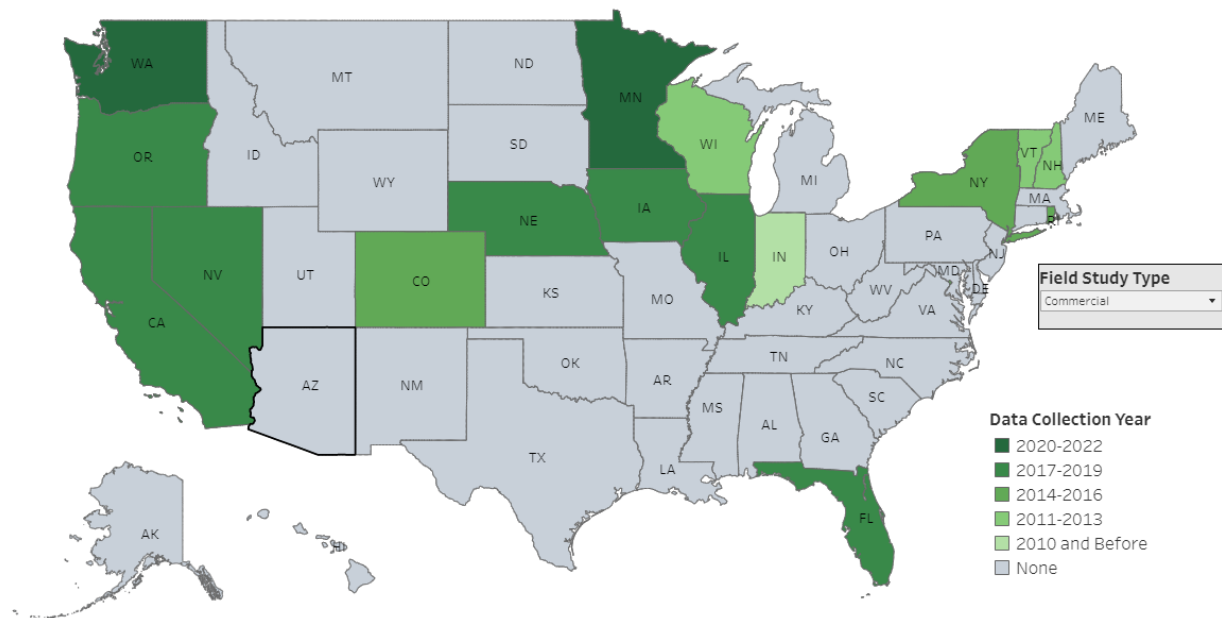 WA
MT
ND
MN
ME
OR
ID
SD
WI
VT
NH
WY
MI
NY
MA
RI
NE
IA
PA
NV
UT
CO
IL
IN
OH
NJ
MD
DE
WV
KS
MO
KY
VA
CA
AZ
NM
OK
AR
TN
NC
SC
MS
AL
GA
TX
LA
FL
AK
HI
Field Study Type
Commercial
Data Collection Year
2020-2022
2017-2019
2014-2016
2011-2013
2010 and Before
None